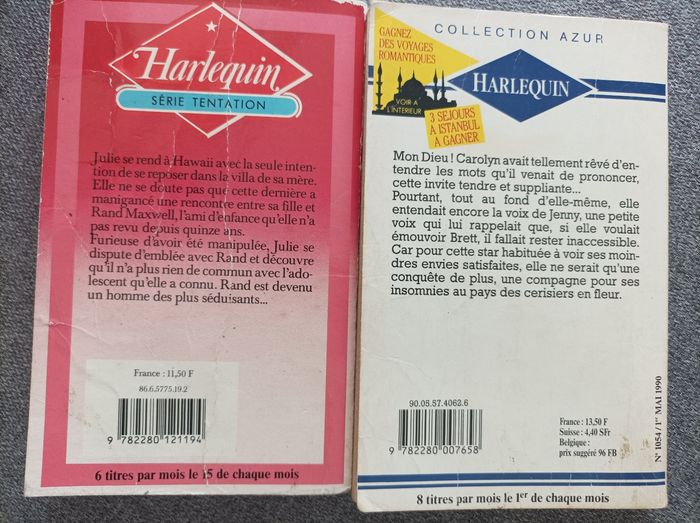 Harlequin
SÉRIE TENTATION
Julie se rend à Hawaii avec la seule inten-
tion de se reposer dans la villa de sa mère.
Elle ne se doute pas que cette dernière a
manigancé une rencontre entre sa fille et
Rand Maxwell, l'ami d'enfance qu'elle n'a
pas revu depuis quinze ans.
Furieuse d'avoir été manipulée, Julie se
dispute d'emblée avec Rand et découvre
qu'il n'a plus rien de commun avec l'ado-
lescent qu'elle a connu. Rand est devenu
un homme des plus séduisants...
France : 11,50 F
86.6.5775.19.2
9 782280 121194
6 titres par mois le 15 de chaque mois
COLLECTION AZUR
GAGNEZ
DES VOYAGES
ROMANTIQUES
HARLEQUIN
VOIR A
L'INTERIEUR
3 SEJOURS
A ISTANBUL
A GAGNER
Mon Dieu ! Carolyn avait tellement rêvé d'en-
tendre les mots qu'il venait de prononcer,
cette invite tendre et suppliante...
Pourtant, tout au fond d'elle-même, elle
entendait encore la voix de Jenny, une petite
voix qui lui rappelait que, si elle voulait
émouvoir Brett, il fallait rester inaccessible.
Car pour cette star habituée à voir ses moin-
dres envies satisfaites, elle ne serait qu'une
conquête de plus, une compagne pour ses
insomnies au pays des cerisiers en fleur.
90.05.57.4062.6
9 782280 007658
France : 13,50 F
Suisse : 4,40 SFr
Belgique :
prix suggéré 96 FB
N° 1054/1er MAI 1990
8 titres par mois le 1er de chaque mois